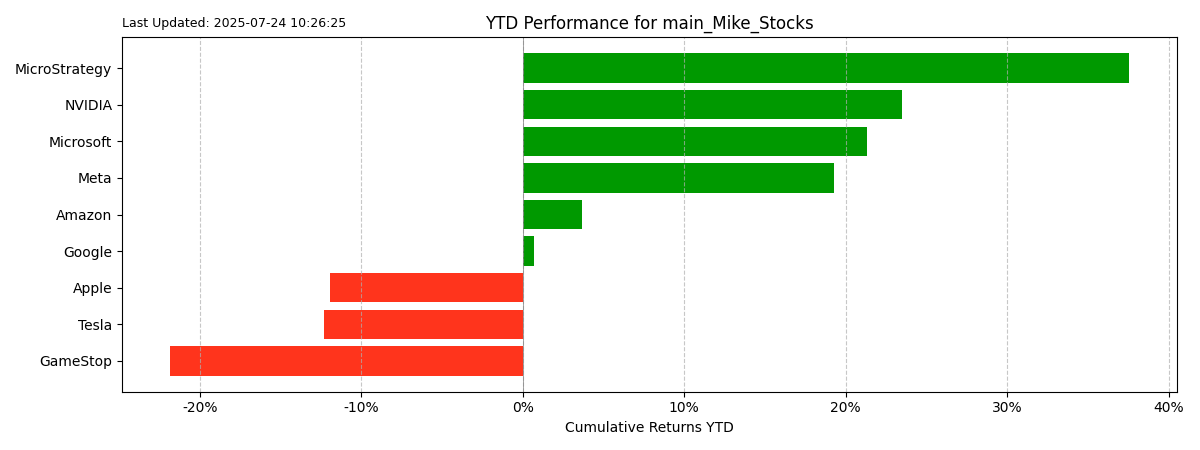 Last Updated: 2025-07-24 10:26:25
YTD Performance for main_Mike_Stocks
MicroStrategy
NVIDIA
Microsoft
Meta
Amazon
Google
Apple
Tesla
GameStop
-20%
-10%
0%
10%
20%
30%
40%
Cumulative Returns YTD